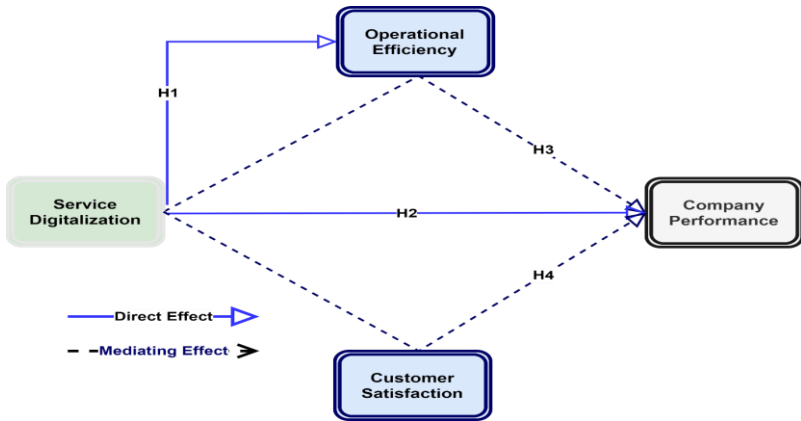 Operational
Efficiency
H1
H3
Service
Digitalization
H2
Company
Performance
H4
Direct Effect
Mediating Effect
Customer
Satisfaction